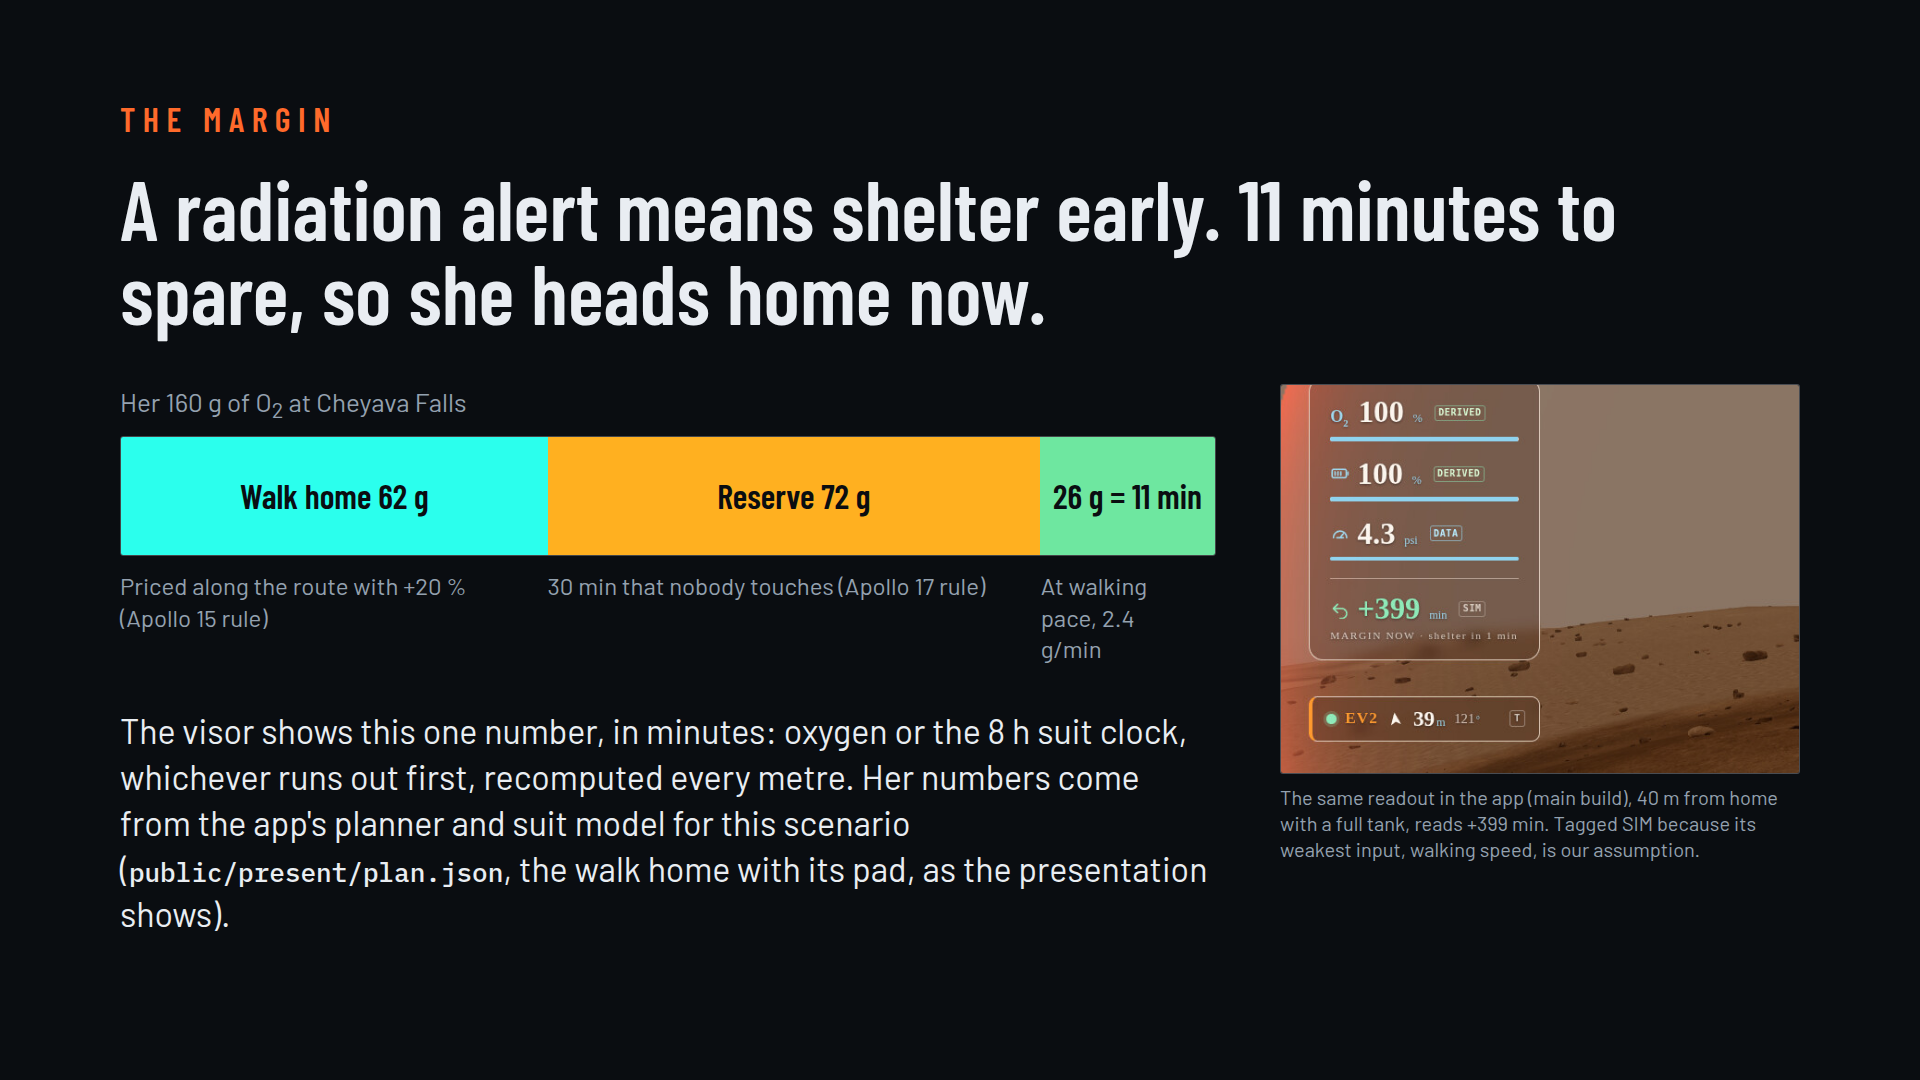 THE MARGIN
A radiation alert means shelter early. 11 minutes to
spare, so she heads home now.
Her 160 g of O2 at Cheyava Falls
Walk home 62 g
Reserve 72 g
26 g = 11 min
Priced along the route with +20 %
(Apollo 15 rule)
30 min that nobody touches (Apollo 17 rule)
At walking
pace, 2.4
g/min
The visor shows this one number, in minutes: oxygen or the 8 h suit clock,
whichever runs out first, recomputed every metre. Her numbers come
from the app's planner and suit model for this scenario
(public/present/plan.json, the walk home with its pad, as the presentation
shows).
O2 100 % DERIVED
100 % DERIVED
4.3 psi DATA
+399 min SIM
MARGIN NOW · shelter in 1 min
EV2 39 m 121° T
The same readout in the app (main build), 40 m from home
with a full tank, reads +399 min. Tagged SIM because its
weakest input, walking speed, is our assumption.